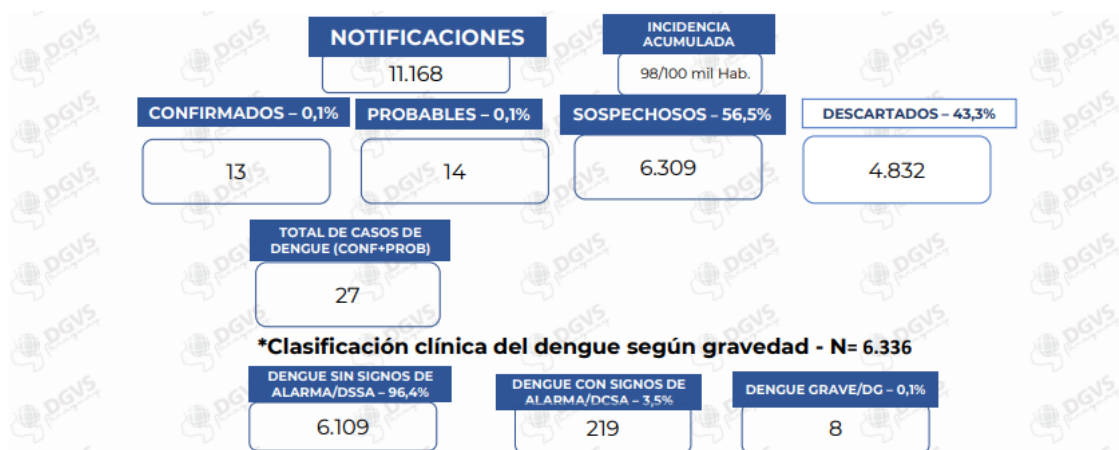 NOTIFICACIONES
11.168
INCIDENCIA
ACUMULADA
98/100 mil Hab.
CONFIRMADOS – 0,1%
13
PROBABLES – 0,1%
14
SOSPECHOSOS – 56,5%
6.309
DESCARTADOS – 43,3%
4.832
TOTAL DE CASOS DE
DENGUE (CONF+PROB)
27
*Clasificación clínica del dengue según gravedad - N= 6.336
DENGUE SIN SIGNOS DE
ALARMA/DSSA – 96,4%
6.109
DENGUE CON SIGNOS DE
ALARMA/DCSA – 3,5%
219
DENGUE GRAVE/DG – 0,1%
8
DGVS